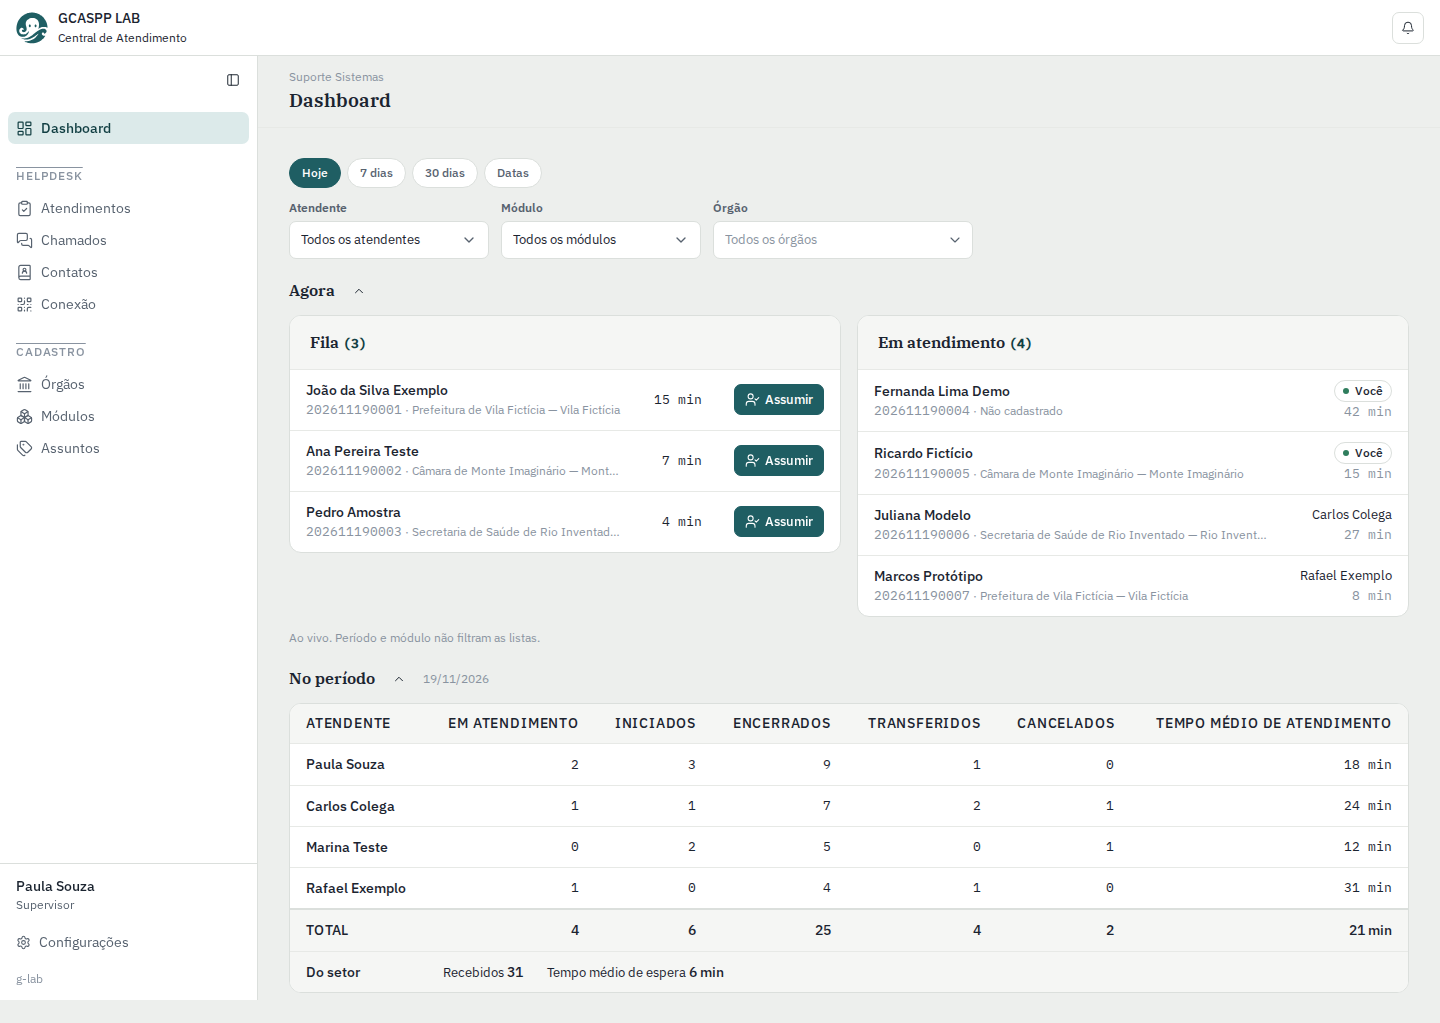 GCASPP LAB
Central de Atendimento
Dashboard
HELPDESK
Atendimentos
Chamados
Contatos
Conexão
CADASTRO
Órgãos
Módulos
Assuntos
Paula Souza
Supervisor
Configurações
g-lab
Suporte Sistemas
Dashboard
Hoje 7 dias 30 dias Datas
Atendente Módulo Órgão
Todos os atendentes Todos os módulos Todos os órgãos
Agora
Fila (3)
João da Silva Exemplo
202611190001 · Prefeitura de Vila Fictícia — Vila Fictícia
15 min Assumir
Ana Pereira Teste
202611190002 · Câmara de Monte Imaginário — Mont...
7 min Assumir
Pedro Amostra
202611190003 · Secretaria de Saúde de Rio Inventad...
4 min Assumir
Em atendimento (4)
Fernanda Lima Demo Você
202611190004 · Não cadastrado 42 min
Ricardo Fictício Você
202611190005 · Câmara de Monte Imaginário — Monte Imaginário 15 min
Juliana Modelo Carlos Colega
202611190006 · Secretaria de Saúde de Rio Inventado — Rio Invent... 27 min
Marcos Protótipo Rafael Exemplo
202611190007 · Prefeitura de Vila Fictícia — Vila Fictícia 8 min
Ao vivo. Período e módulo não filtram as listas.
No período 19/11/2026
ATENDENTE EM ATENDIMENTO INICIADOS ENCERRADOS TRANSFERIDOS CANCELADOS TEMPO MÉDIO DE ATENDIMENTO
Paula Souza 2 3 9 1 0 18 min
Carlos Colega 1 1 7 2 1 24 min
Marina Teste 0 2 5 0 1 12 min
Rafael Exemplo 1 0 4 1 0 31 min
TOTAL 4 6 25 4 2 21 min
Do setor Recebidos 31 Tempo médio de espera 6 min